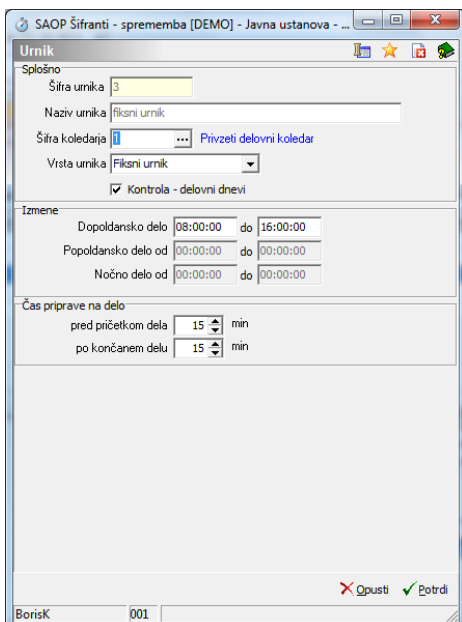 SAOP Šifranti - sprememba [DEMO] - Javna ustanova - ...
Urnik
Splošno
Šifra urnika 3
Naziv urnika fiksni urnik
Šifra koledarja 1 ... Privzeti delovni koledar
Vrsta urnika Fiksni urnik
Kontrola - delovni dnevi
Izmene
Dopoldansko delo 08:00:00 do 16:00:00
Popoldansko delo od 00:00:00 do 00:00:00
Nočno delo od 00:00:00 do 00:00:00
Čas priprave na delo
pred pričetkom dela 15 min
po končanem delu 15 min
Opusti Potrdi
BorisK 001